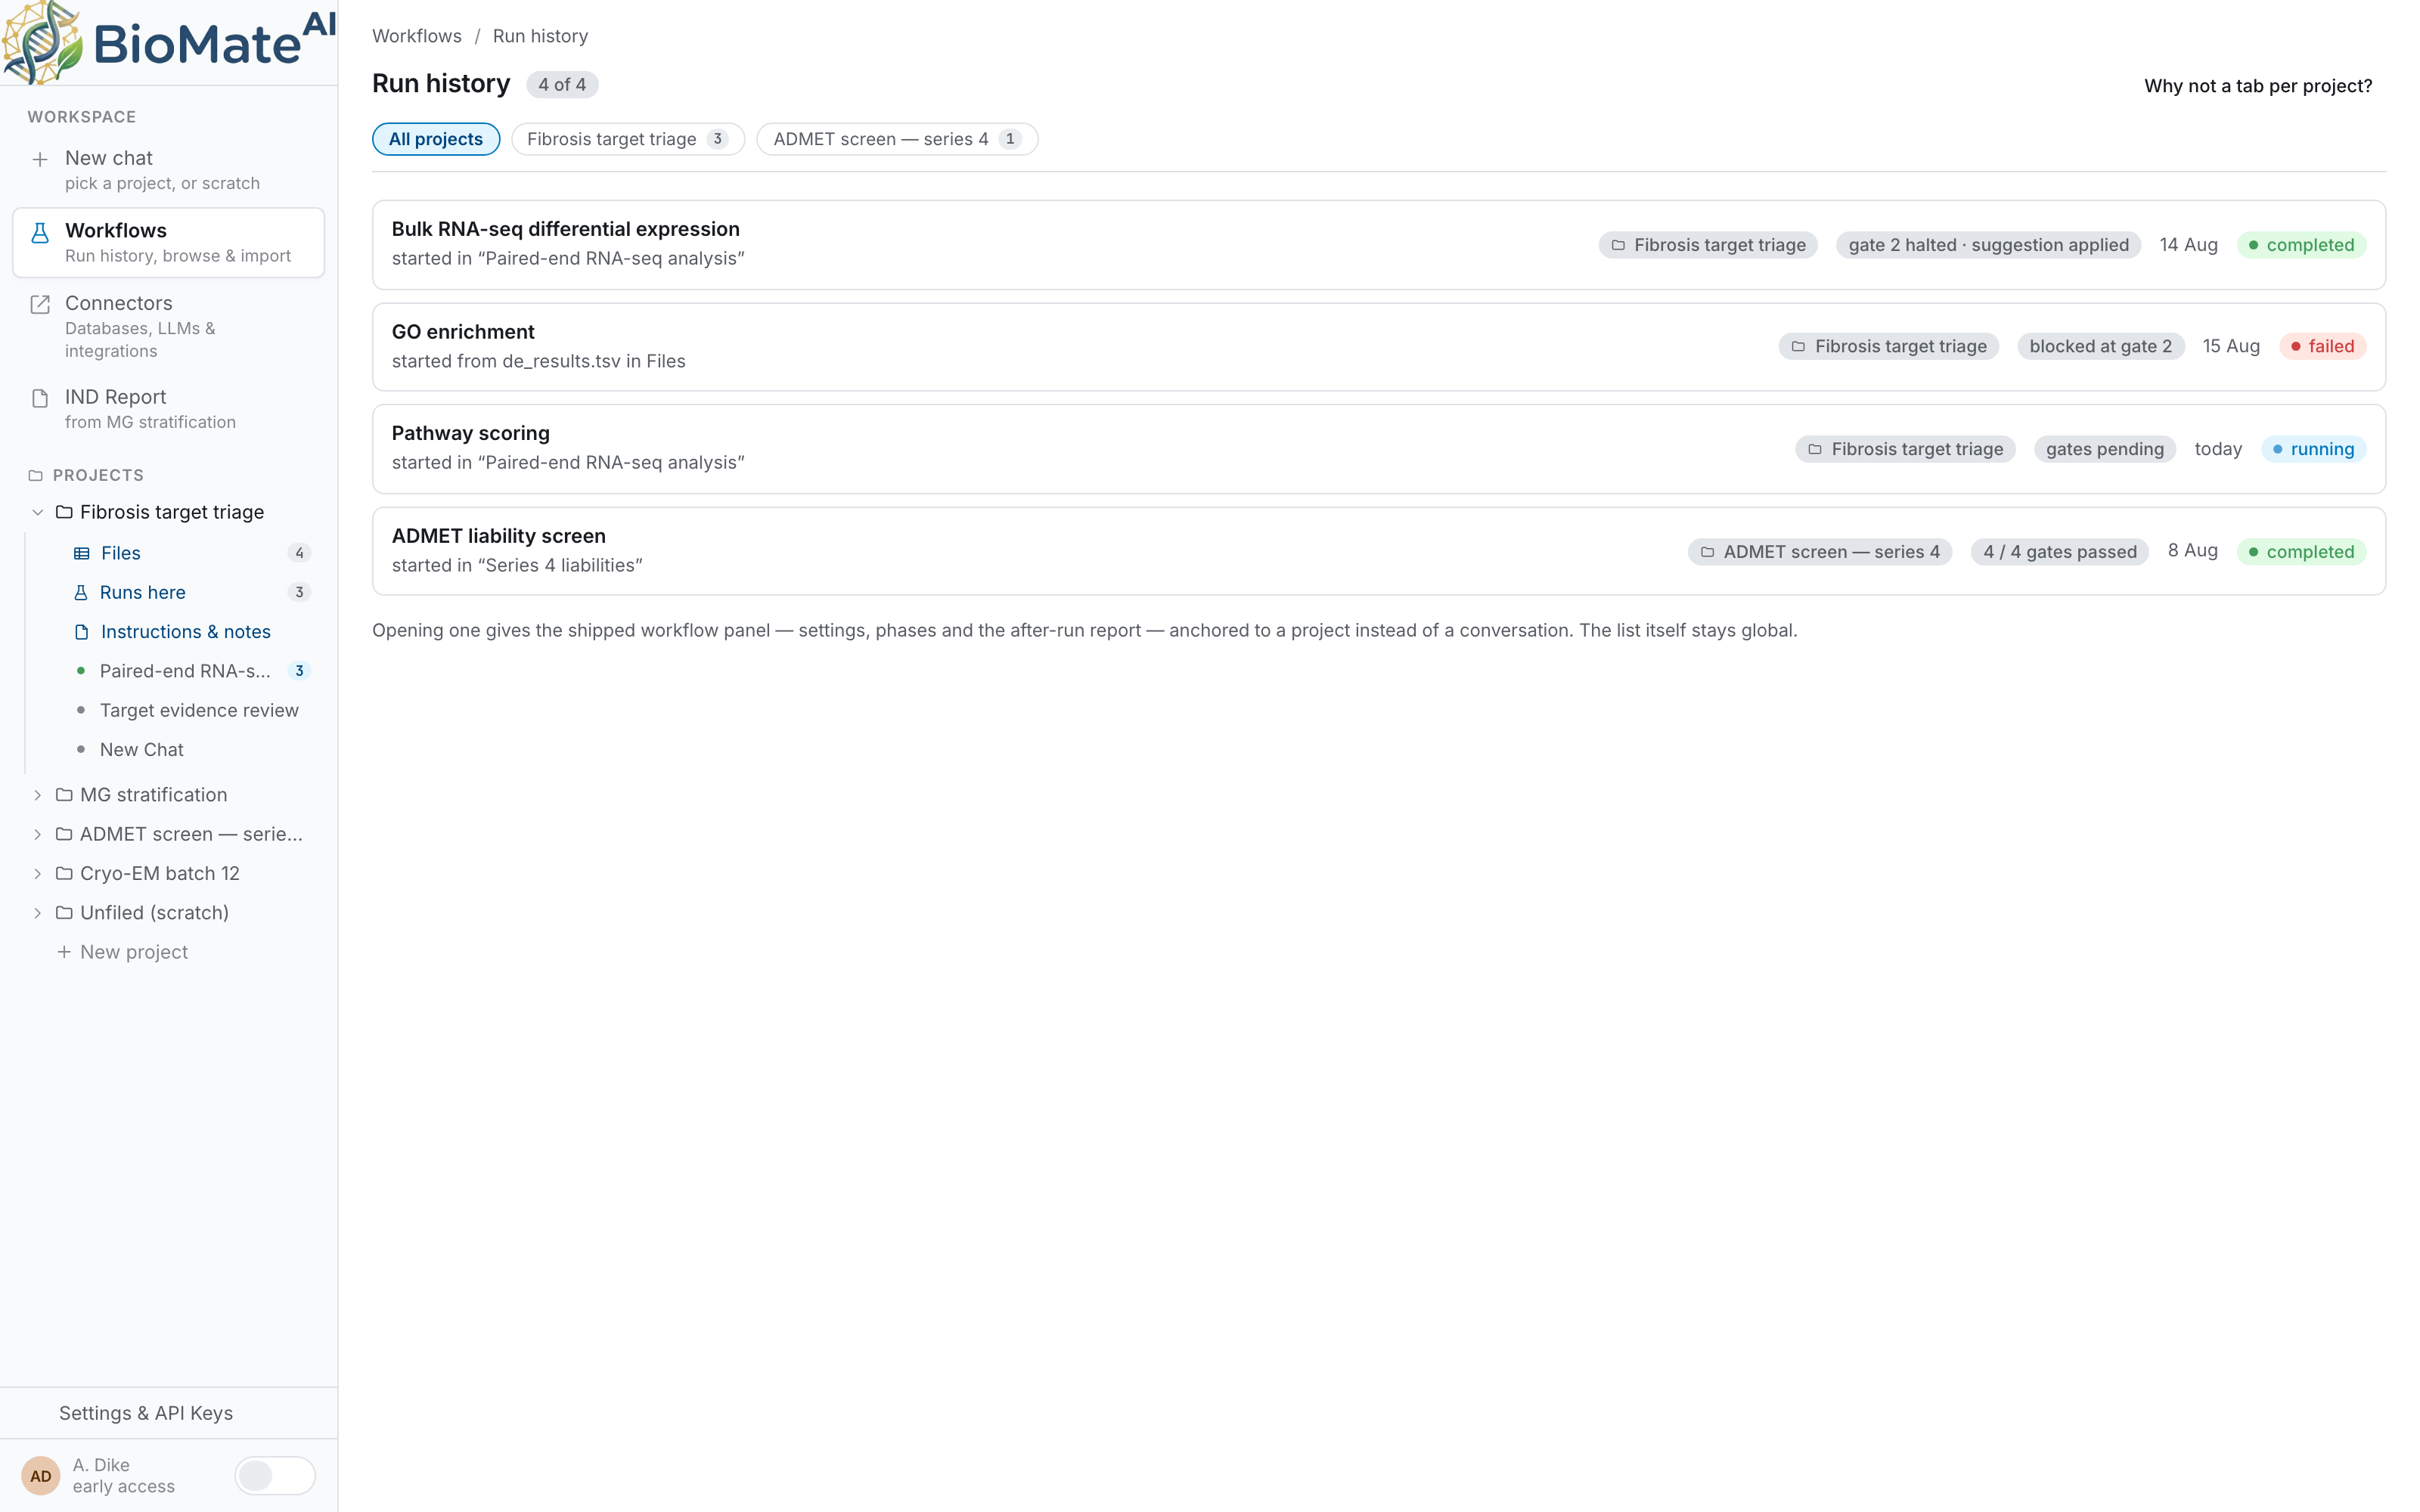 BioMate AI
WORKSPACE
New chat
pick a project, or scratch
Workflows
Run history, browse & import
Connectors
Databases, LLMs &
integrations
IND Report
from MG stratification
PROJECTS
Fibrosis target triage
Files 4
Runs here 3
Instructions & notes
Paired-end RNA-s... 3
Target evidence review
New Chat
MG stratification
ADMET screen — serie...
Cryo-EM batch 12
Unfiled (scratch)
+ New project
Settings & API Keys
AD
A. Dike
early access
Workflows / Run history
Run history 4 of 4
Why not a tab per project?
All projects Fibrosis target triage 3 ADMET screen — series 4 1
Bulk RNA-seq differential expression
started in “Paired-end RNA-seq analysis”
Fibrosis target triage gate 2 halted · suggestion applied 14 Aug completed
GO enrichment
started from de_results.tsv in Files
Fibrosis target triage blocked at gate 2 15 Aug failed
Pathway scoring
started in “Paired-end RNA-seq analysis”
Fibrosis target triage gates pending today running
ADMET liability screen
started in “Series 4 liabilities”
ADMET screen — series 4 4 / 4 gates passed 8 Aug completed
Opening one gives the shipped workflow panel — settings, phases and the after-run report — anchored to a project instead of a conversation. The list itself stays global.